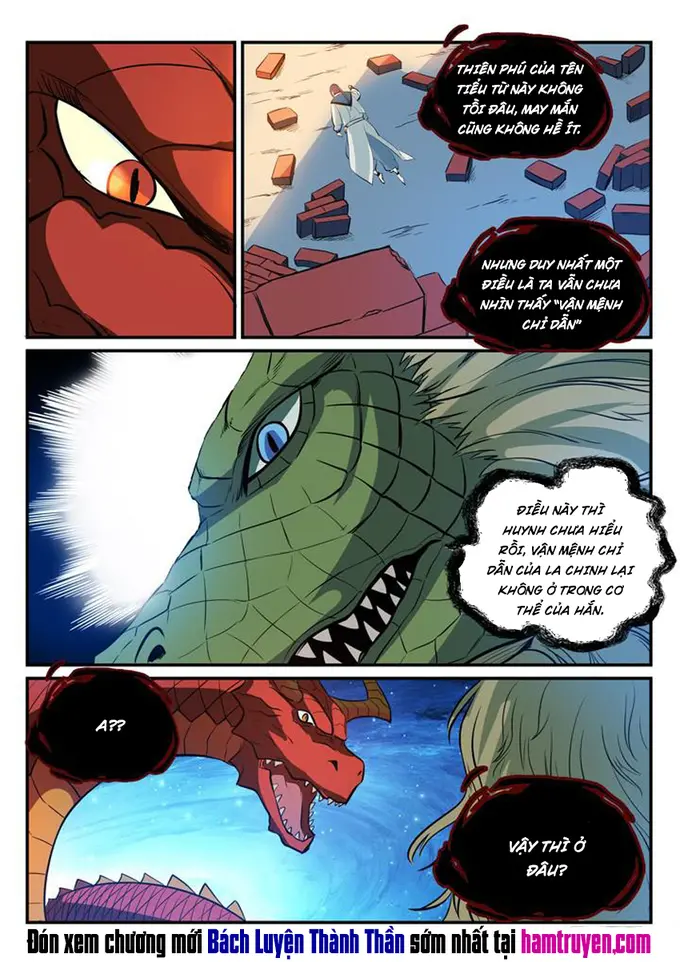 THIÊN PHÚ CỦA TÊN
TIỂU TỬ NÀY KHÔNG
TỒI ĐÂU, MAY MẮN
CŨNG KHÔNG HỀ ÍT.
NHƯNG DUY NHẤT MỘT
ĐIỀU LÀ TA VẪN CHƯA
NHÌN THẤY "VẬN MỆNH
CHỈ DẪN"
ĐIỀU NÀY THÌ
HUYNH CHƯA HIỂU
RỒI, VẬN MỆNH CHỈ
DẪN CỦA LA CHINH LẠI
KHÔNG Ở TRONG CƠ
THỂ CỦA HẮN.
A??
VẬY THÌ Ở
ĐÂU?
Đón xem chương mới Bách Luyện Thành Thần sớm nhất tại hamtruyen.com